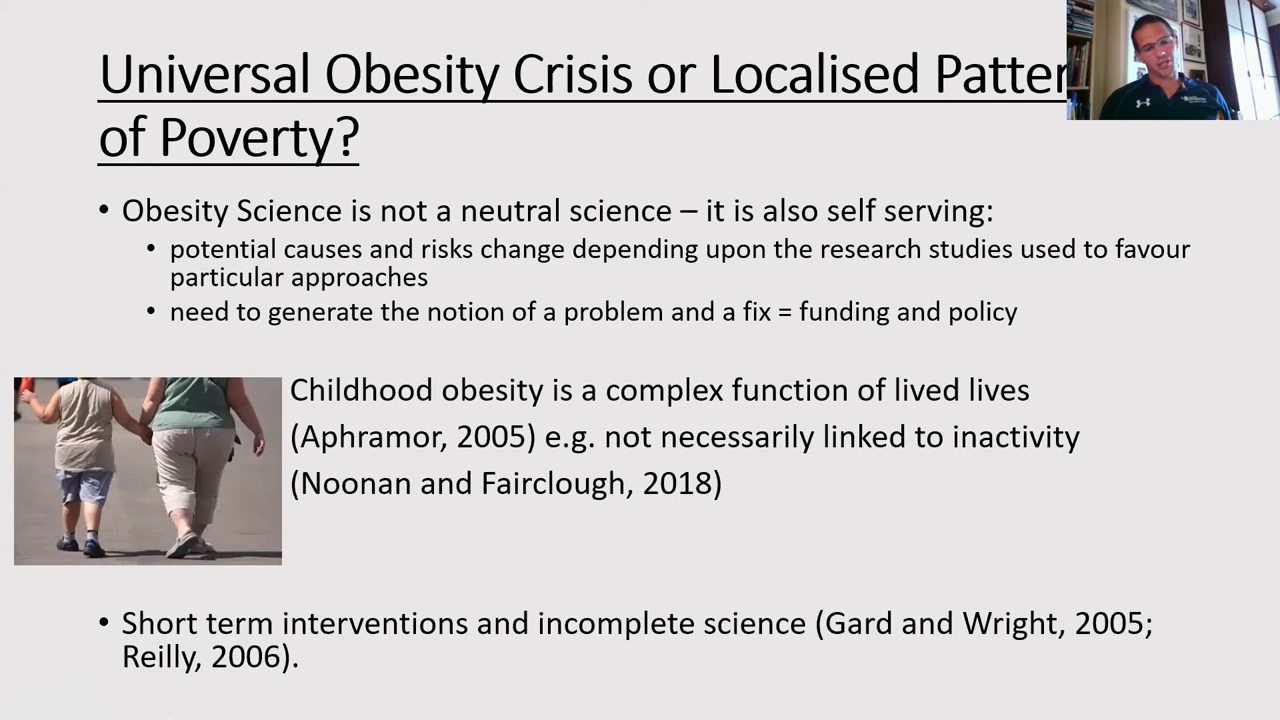 Universal Obesity Crisis or Localised
of Poverty?
• Obesity Science is not a neutral science – it is also self serving:
• potential causes and risks change depending upon the research studies used to favour
particular approaches
• need to generate the notion of a problem and a fix = funding and policy
Childhood obesity is a complex function of lived lives
(Aphramor, 2005) e.g. not necessarily linked to inactivity
(Noonan and Fairclough, 2018)
• Short term interventions and incomplete science (Gard and Wright, 2005;
Reilly, 2006).